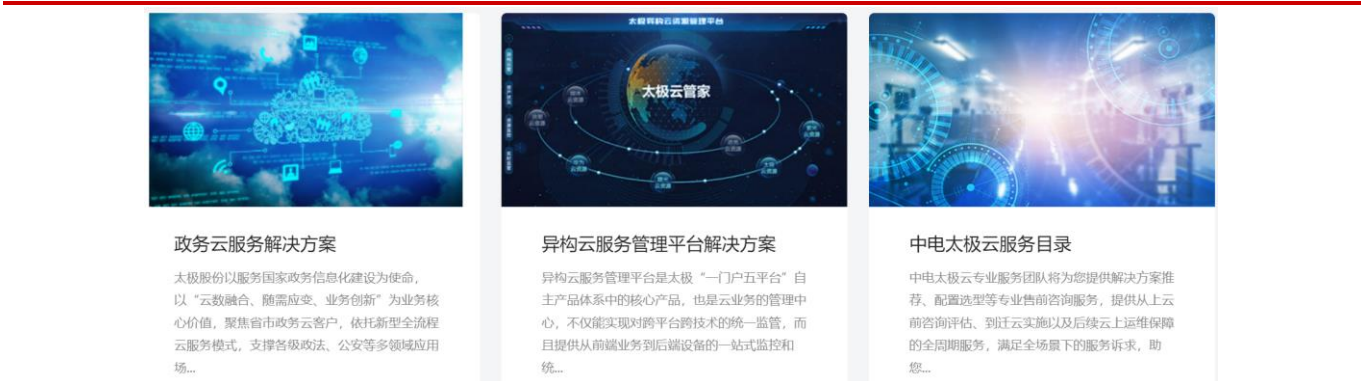 太极异构云资源管理平台
太极云管家
政务云服务解决方案
太极股份以服务国家政务信息化建设为使命，
以“云数融合、随需应变、业务创新”为业务核
心价值，聚焦省市政务云客户，依托新型全流程
云服务模式，支撑各级政法、公安等多领域应用
场...
异构云服务管理平台解决方案
异构云服务管理平台是太极“一门户五平台”自
主产品体系中的核心产品，也是云业务的管理中
心，不仅能实现对跨平台跨技术的统一监管，而
且提供从前端业务到后端设备的一站式监控和
统...
中电太极云服务目录
中电太极云专业服务团队将为您提供解决方案推
荐、配置选型等专业售前咨询服务，提供从上云
前咨询评估、到迁云实施以及后续云上运维保障
的全周期服务，满足全场景下的服务诉求，助
您...